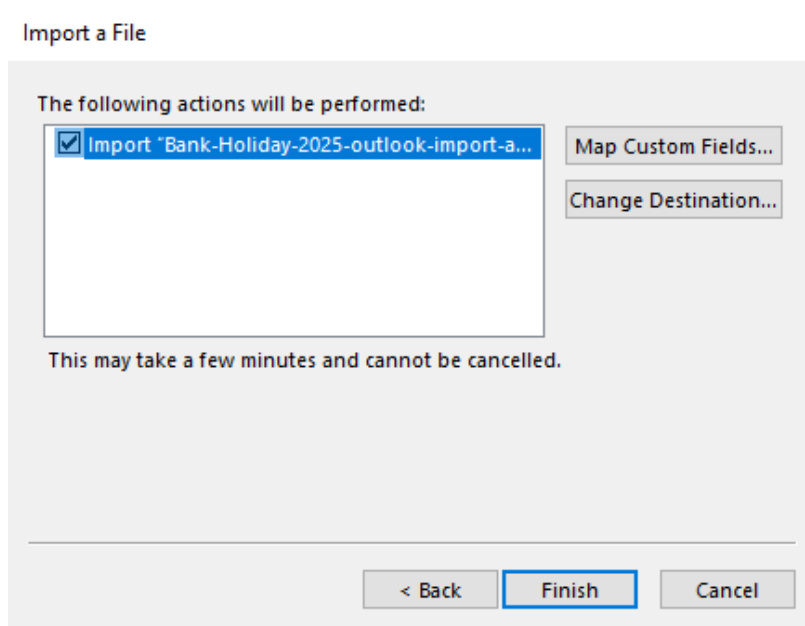 Import a File
The following actions will be performed:
Import "Bank-Holiday-2025-outlook-import-a...
Map Custom Fields...
Change Destination...
This may take a few minutes and cannot be cancelled.
< Back
Finish
Cancel